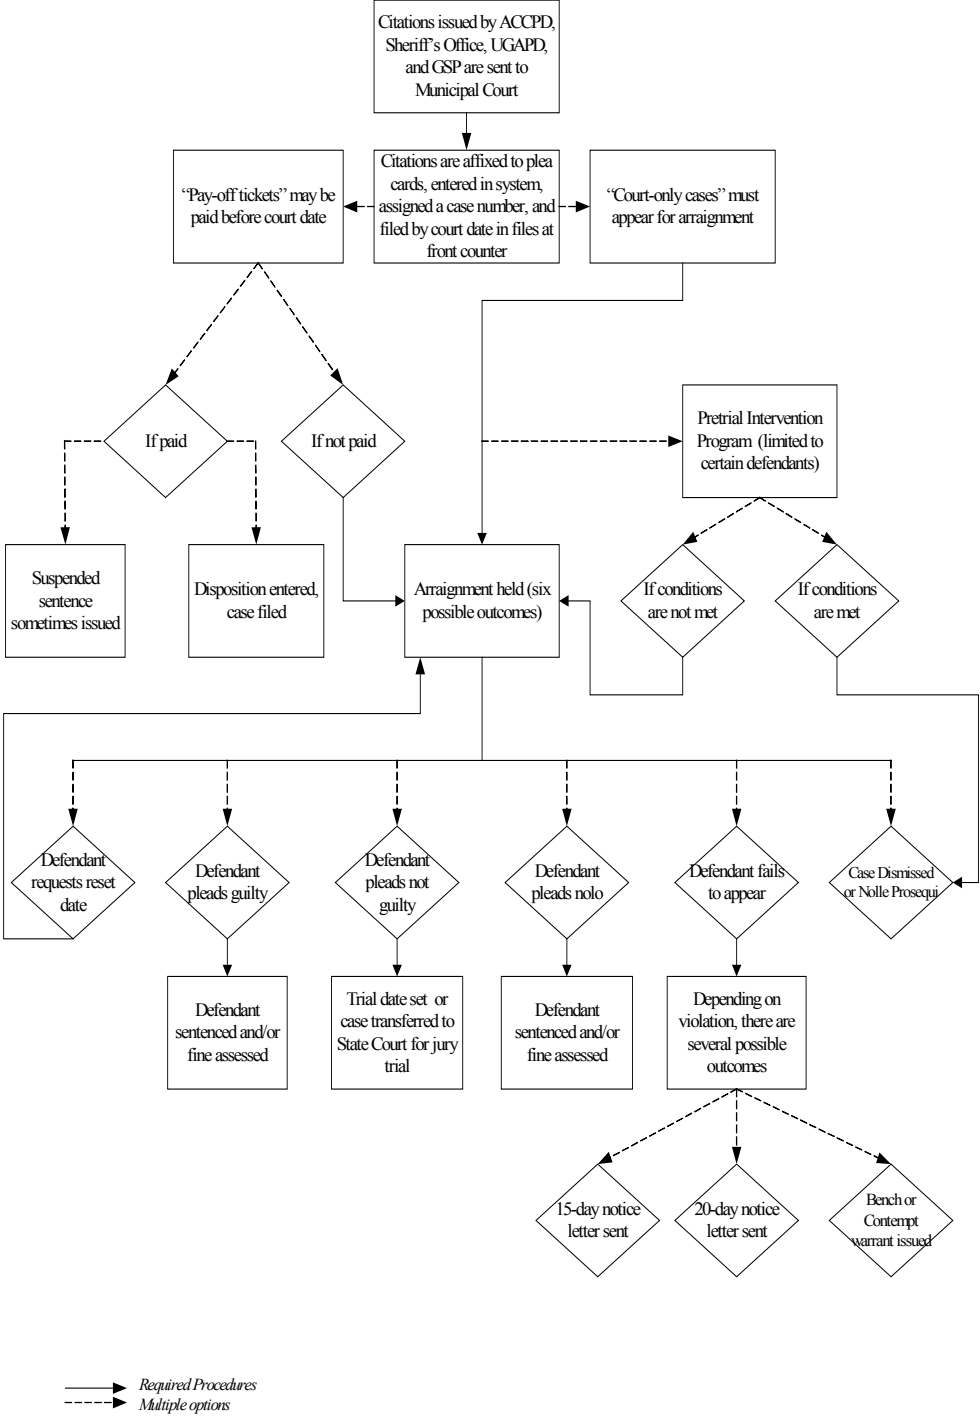 Citations issued by ACCPD,
Sheriff's Office, UGAPD,
and GSP are sent to
Municipal Court
"Pay-off tickets" may be
paid before court date
Citations are affixed to plea
cards, entered in system,
assigned a case number, and
filed by court date in files at
front counter
"Court-only cases" must
appear for arraignment
If paid
If not paid
Pretrial Intervention
Program (limited to
certain defendants)
Suspended
sentence
sometimes issued
Disposition entered,
case filed
Arraignment held (six
possible outcomes)
If conditions
are not met
If conditions
are met
Defendant
requests reset
date
Defendant
pleads guilty
Defendant
pleads not
guilty
Defendant
pleads nolo
Defendant fails
to appear
Case Dismissed
or Nolle Prosequi
Defendant
sentenced and/or
fine assessed
Trial date set or
case transferred to
State Court for jury
trial
Defendant
sentenced and/or
fine assessed
Depending on
violation, there are
several possible
outcomes
15-day notice
letter sent
20-day notice
letter sent
Bench or
Contempt
warrant issued
Required Procedures
Multiple options